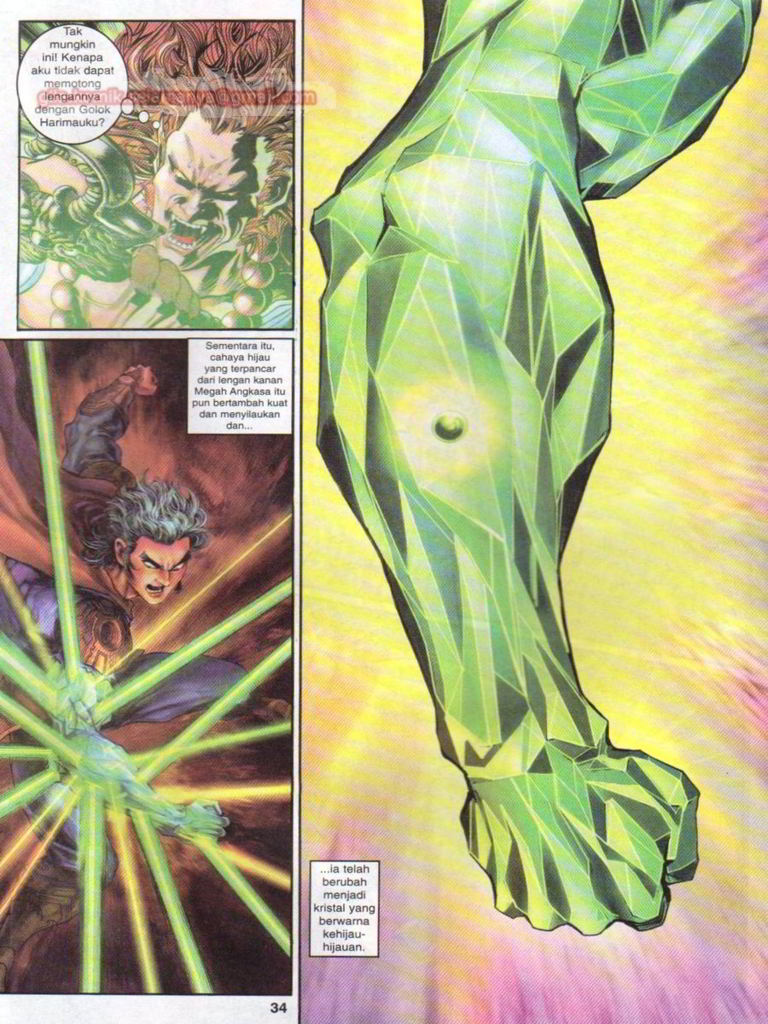 Tak
mungkin
ini! Kenapa
aku tidak dapat
memotong
lengannya
dengan Golok
Harimauku?
Sementara itu,
cahaya hijau
yang terpancar
dari lengan kanan
Megah Angkasa itu
pun bertambah kuat
dan menyilaukan
dan...
...ia telah
berubah
menjadi
kristal yang
berwarna
kehijau-
hijauan.
34